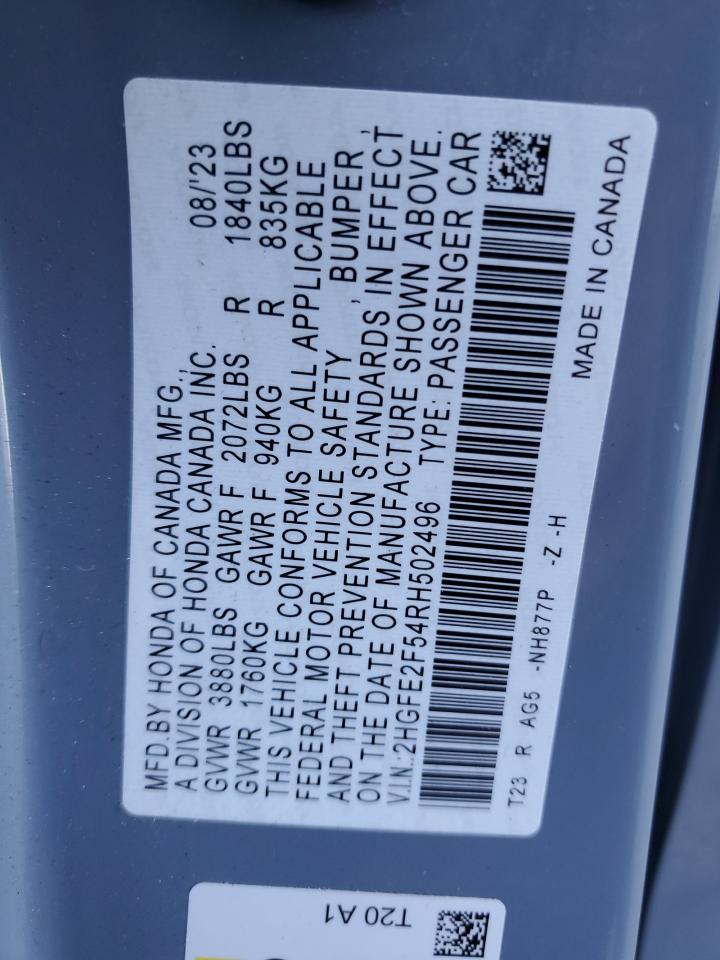 MFD.BY HONDA OF CANADA MFG., 08/'23
A DIVISION OF HONDA CANADA INC.
GVWR 3880LBS GAWR F 2072LBS R 1840LBS
GVWR 1760KG GAWR F 940KG R 835KG
THIS VEHICLE CONFORMS TO ALL APPLICABLE
FEDERAL MOTOR VEHICLE SAFETY , BUMPER ,
AND THEFT PREVENTION STANDARDS, IN EFFECT
ON THE DATE OF MANUFACTURE SHOWN ABOVE.
V.I.N.:2HGFE2F54RH502496 TYPE:PASSENGER CAR
T23 R AG5 -NH877P -Z -H
MADE IN CANADA
T20 A1